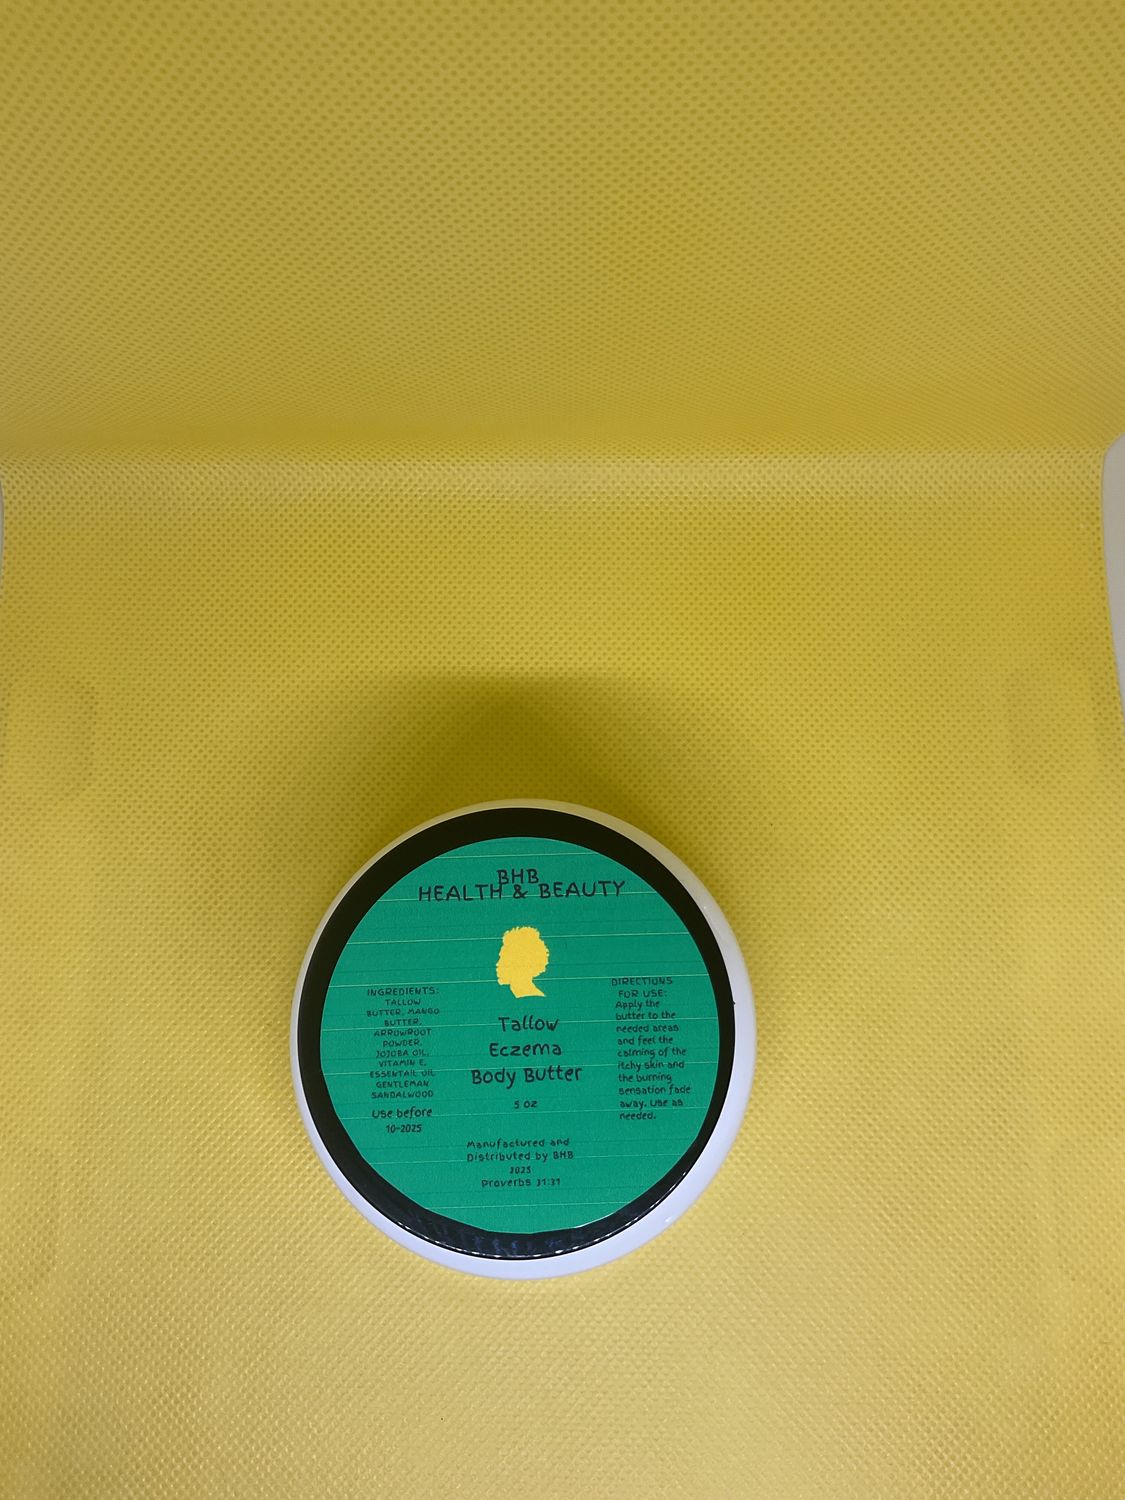 BHB
HEALTH & BEAUTY
INGREDIENTS:
TALLOW
BUTTER, MANGO
BUTTER,
ARROWROOT
POWDER,
JOJOBA OIL,
VITAMIN E,
ESSENTAIL OIL
GENTLEMAN
SANDALWOOD
Use before
10-2025
Tallow
Eczema
Body Butter
5 oz
DIRECTIONS
FOR USE:
Apply the
butter to the
needed areas
and feel the
calming of the
itchy skin and
the burning
sensation fade
away. Use as
needed.
Manufactured and
Distributed by BHB
2025
Proverbs 31:31